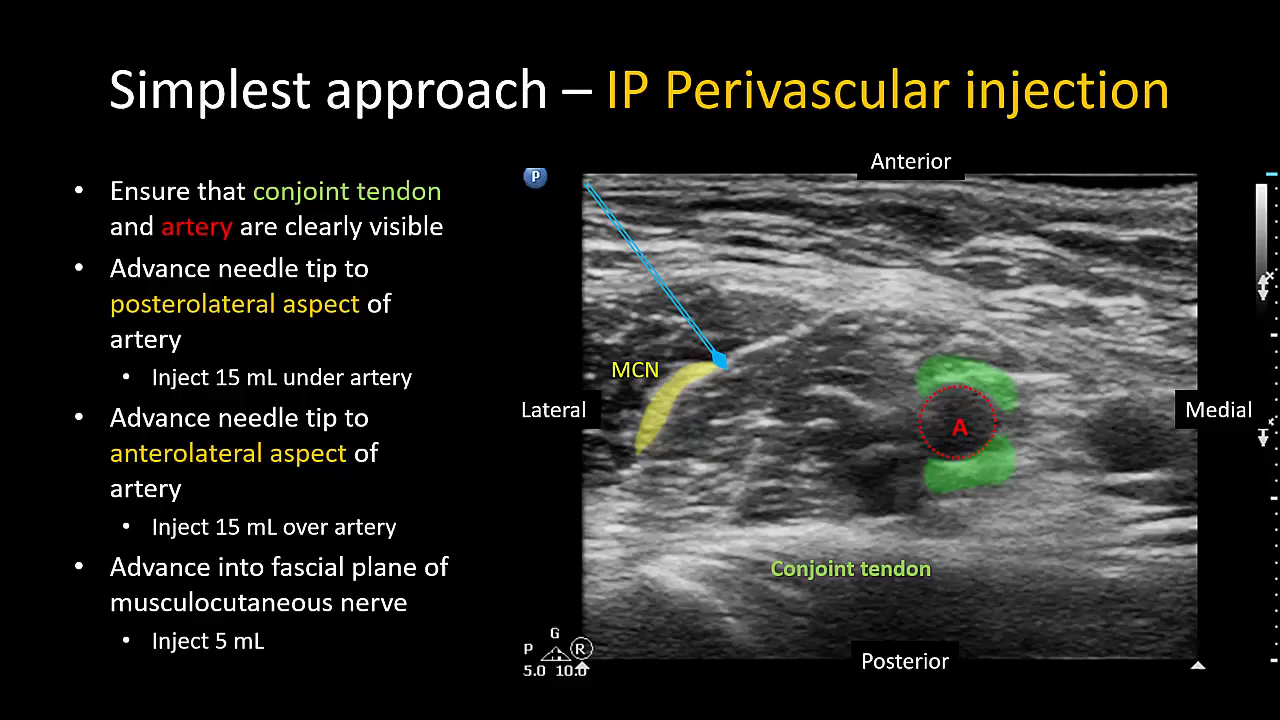 Simplest approach – IP Perivascular injection
• Ensure that conjoint tendon
and artery are clearly visible
• Advance needle tip to
posterolateral aspect of
artery
• Inject 15 mL under artery
• Advance needle tip to
anterolateral aspect of
artery
• Inject 15 mL over artery
• Advance into fascial plane of
musculocutaneous nerve
• Inject 5 mL
Anterior
P
MCN
Lateral
Medial
A
Conjoint tendon
Posterior
G
P R
5.0 10.0